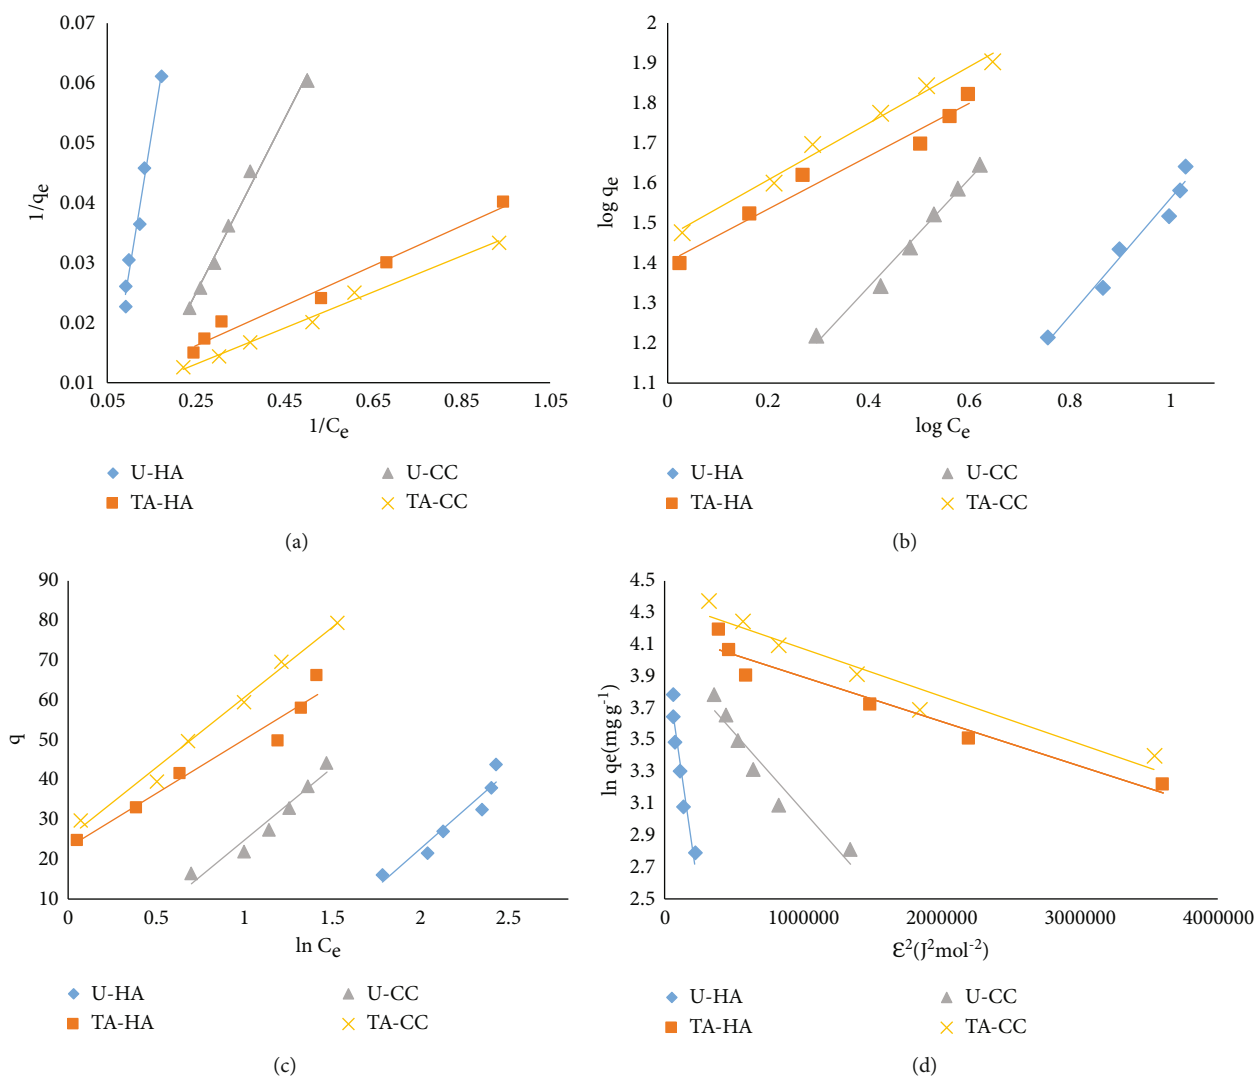 0.07
0.06
0.05
0.04
0.03
0.02
0.01
1/qe
0.05 0.25 0.45 0.65 0.85 1.05
1/Ce
U-HA U-CC
TA-HA TA-CC
(a)
2
1.9
1.8
1.7
1.6
1.5
1.4
1.3
1.2
1.1
log qe
0 0.2 0.4 0.6 0.8 1
log Ce
U-HA U-CC
TA-HA TA-CC
(b)
90
80
70
60
50
40
30
20
10
q
0 0.5 1 1.5 2 2.5
ln Ce
U-HA U-CC
TA-HA TA-CC
(c)
4.5
4.3
4.1
3.9
3.7
3.5
3.3
3.1
2.9
2.7
2.5
ln qe(mg g-1)
0 1000000 2000000 3000000 4000000
Ɛ2(J2mol-2)
U-HA U-CC
TA-HA TA-CC
(d)